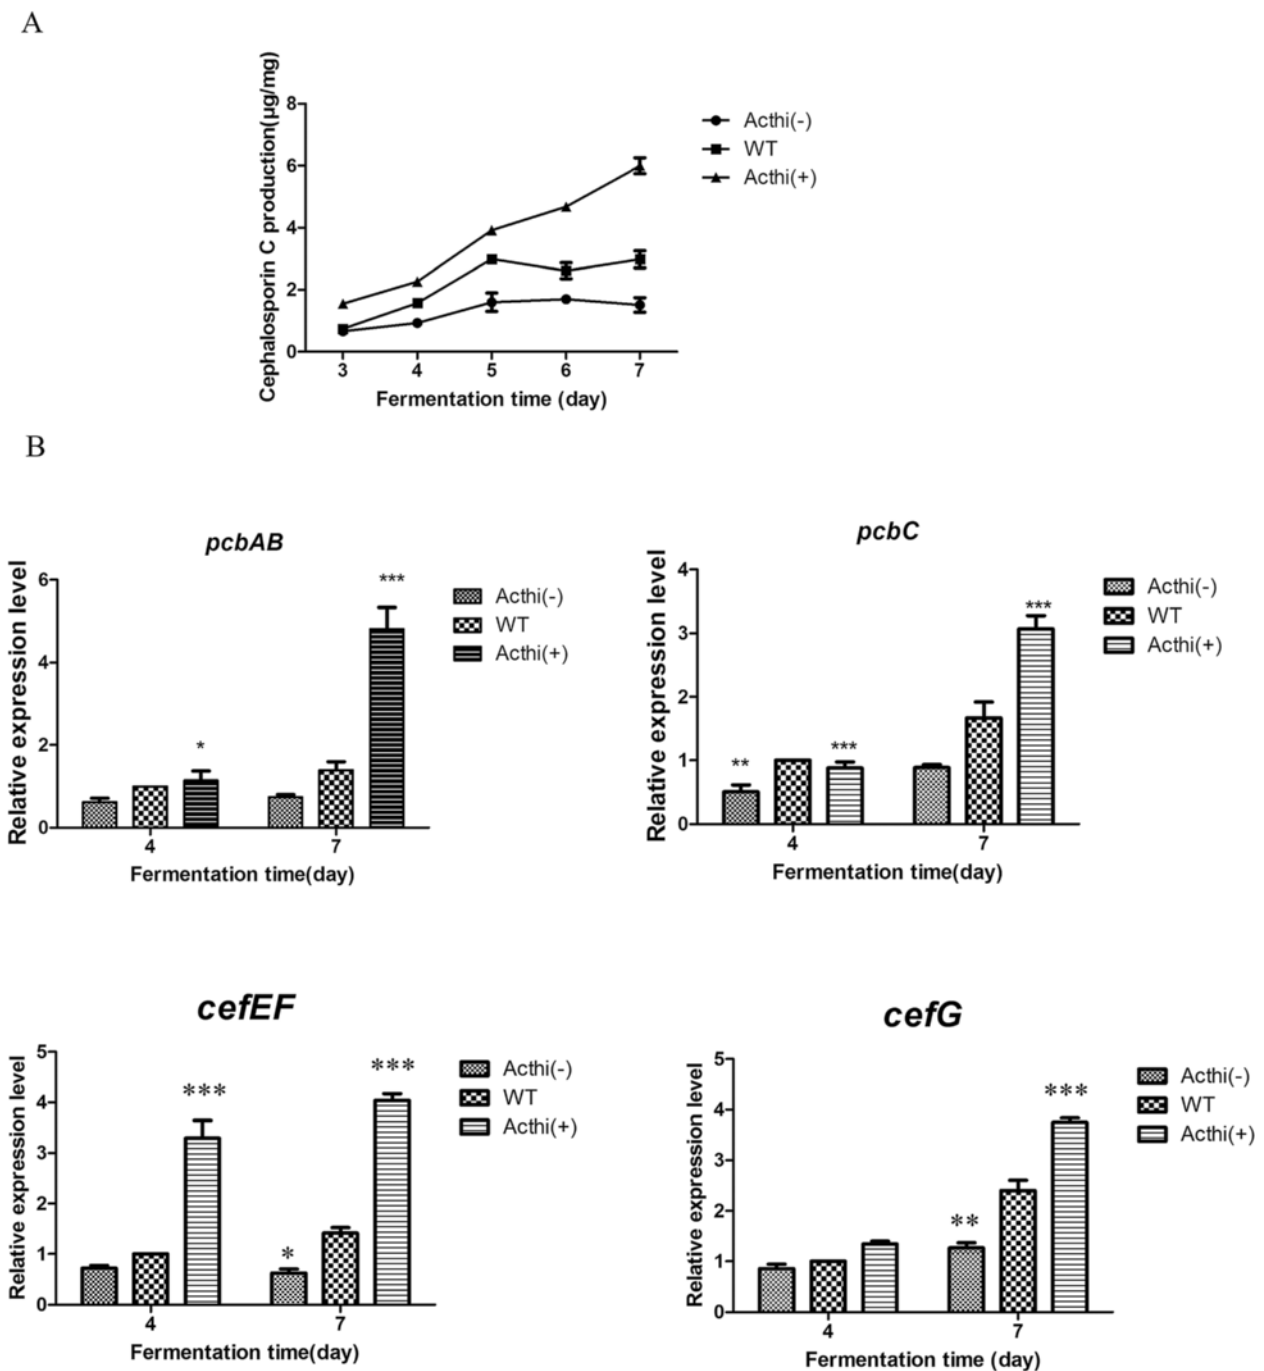 A
Cephalosporin C production(μg/mg)
8
6
4
2
0
3 4 5 6 7
Fermentation time (day)
Acthi(-)
WT
Acthi(+)
B
pcbAB
Relative expression level
6
4
2
0
*
***
4 7
Fermentation time(day)
Acthi(-)
WT
Acthi(+)
pcbC
Relative expression level
4
3
2
1
0
**
***
***
4 7
Fermentation time(day)
Acthi(-)
WT
Acthi(+)
cefEF
Relative expression level
5
4
3
2
1
0
***
*
***
4 7
Fermentation time(day)
Acthi(-)
WT
Acthi(+)
cefG
Relative expression level
5
4
3
2
1
0
**
***
4 7
Fermentation time (day)
Acthi(-)
WT
Acthi(+)